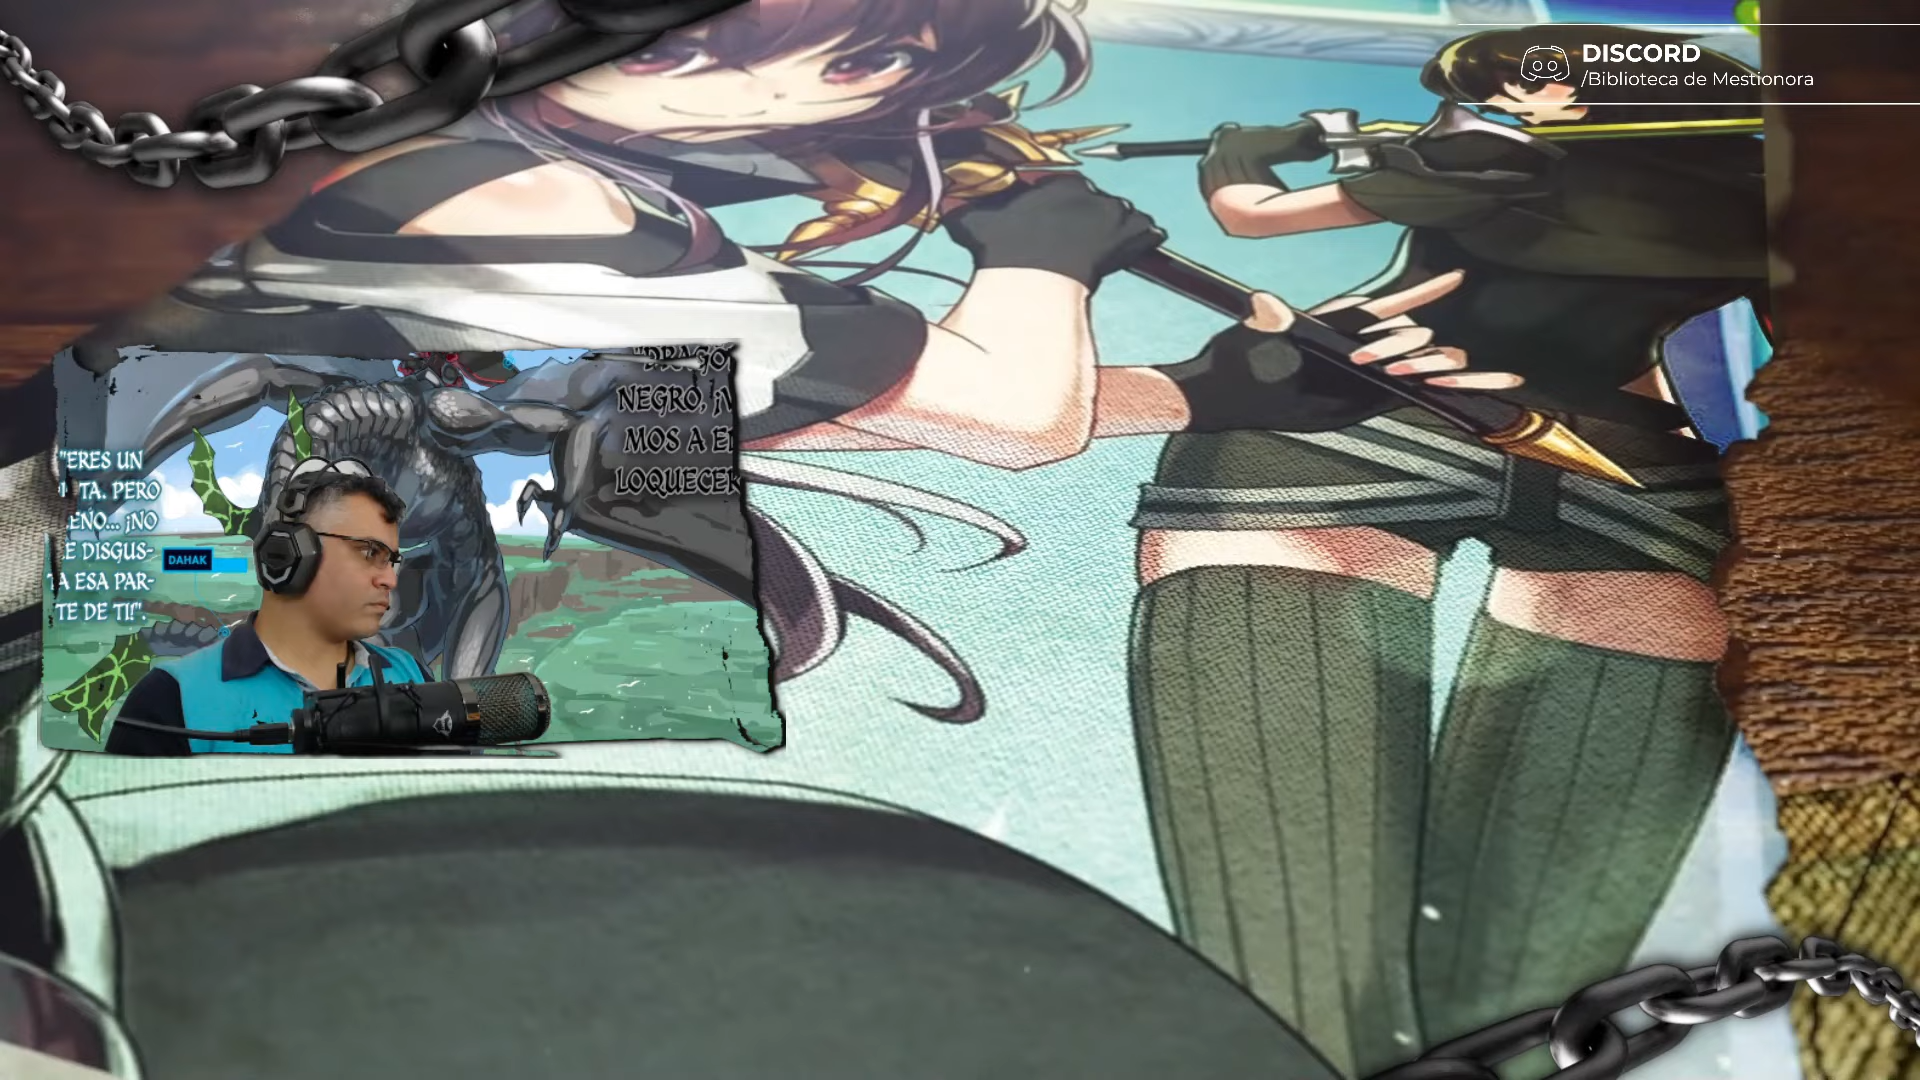 DISCORD
/Biblioteca de Mestionora
NEGRO, ¡V
MOS A E
LOQUECE
"ERES UN
TA. PERO
ENO... ¡NO
E DISGUS-
A ESA PAR-
TE DE TI!".
DAHAK